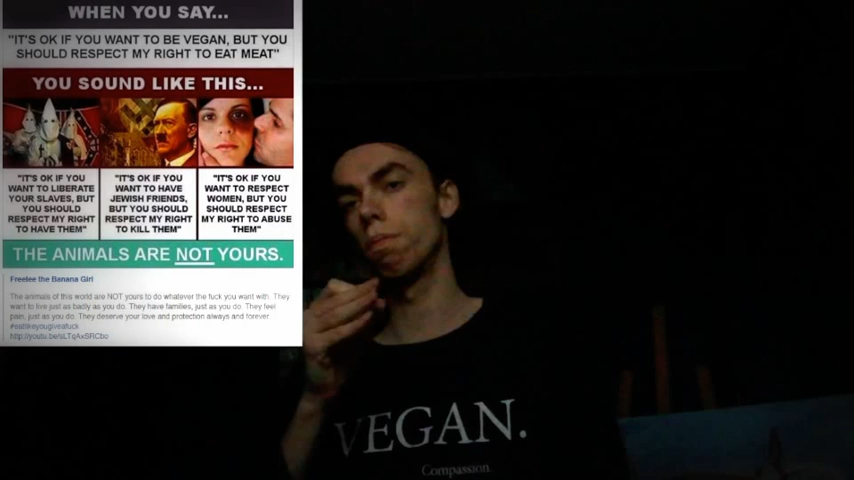 WHEN YOU SAY...
"IT'S OK IF YOU WANT TO BE VEGAN, BUT YOU
SHOULD RESPECT MY RIGHT TO EAT MEAT"
YOU SOUND LIKE THIS...
"IT'S OK IF YOU
WANT TO LIBERATE
YOUR SLAVES, BUT
YOU SHOULD
RESPECT MY RIGHT
TO HAVE THEM"
"IT'S OK IF YOU
WANT TO HAVE
JEWISH FRIENDS,
BUT YOU SHOULD
RESPECT MY RIGHT
TO KILL THEM"
"IT'S OK IF YOU
WANT TO RESPECT
WOMEN, BUT YOU
SHOULD RESPECT
MY RIGHT TO ABUSE
THEM"
THE ANIMALS ARE NOT YOURS.
Freelee the Banana Girl
The animals of this world are NOT yours to do whatever the fuck you want with. They
want to live just as badly as you do. They have families, just as you do. They feel
pain, just as you do. They deserve your love and protection always and forever
#eatlikeyougiveafuck
VEGAN.
Compassion.